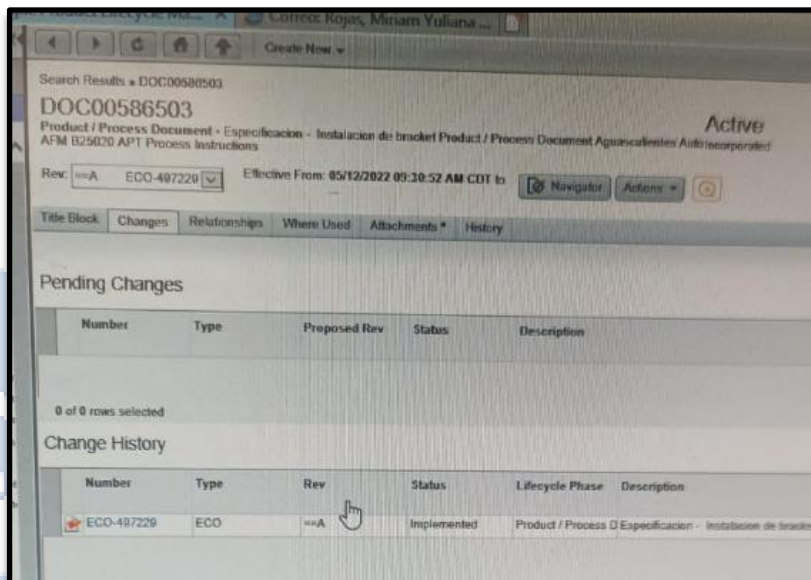 Product Lifecycle Ma...
Correo: Rojas, Miriam Yuliana ...
Create New
Search Results » DOC00586503
DOC00586503
Active
Product / Process Document - Especificacion - Instalacion de bracket Product / Process Document Aguascalientes Auto Incorporated
AFM B25020 APT Process Instructions
Rev: ==A ECO-497229 Effective From: 05/12/2022 09:30:52 AM CDT to Navigator Actions
Title Block Changes Relationships Where Used Attachments * History
Pending Changes
Number Type Proposed Rev Status Description
0 of 0 rows selected
Change History
Number Type Rev Status Lifecycle Phase Description
ECO-497229 ECO ==A Implemented Product / Process D Especificacion - Instalacion de bracke